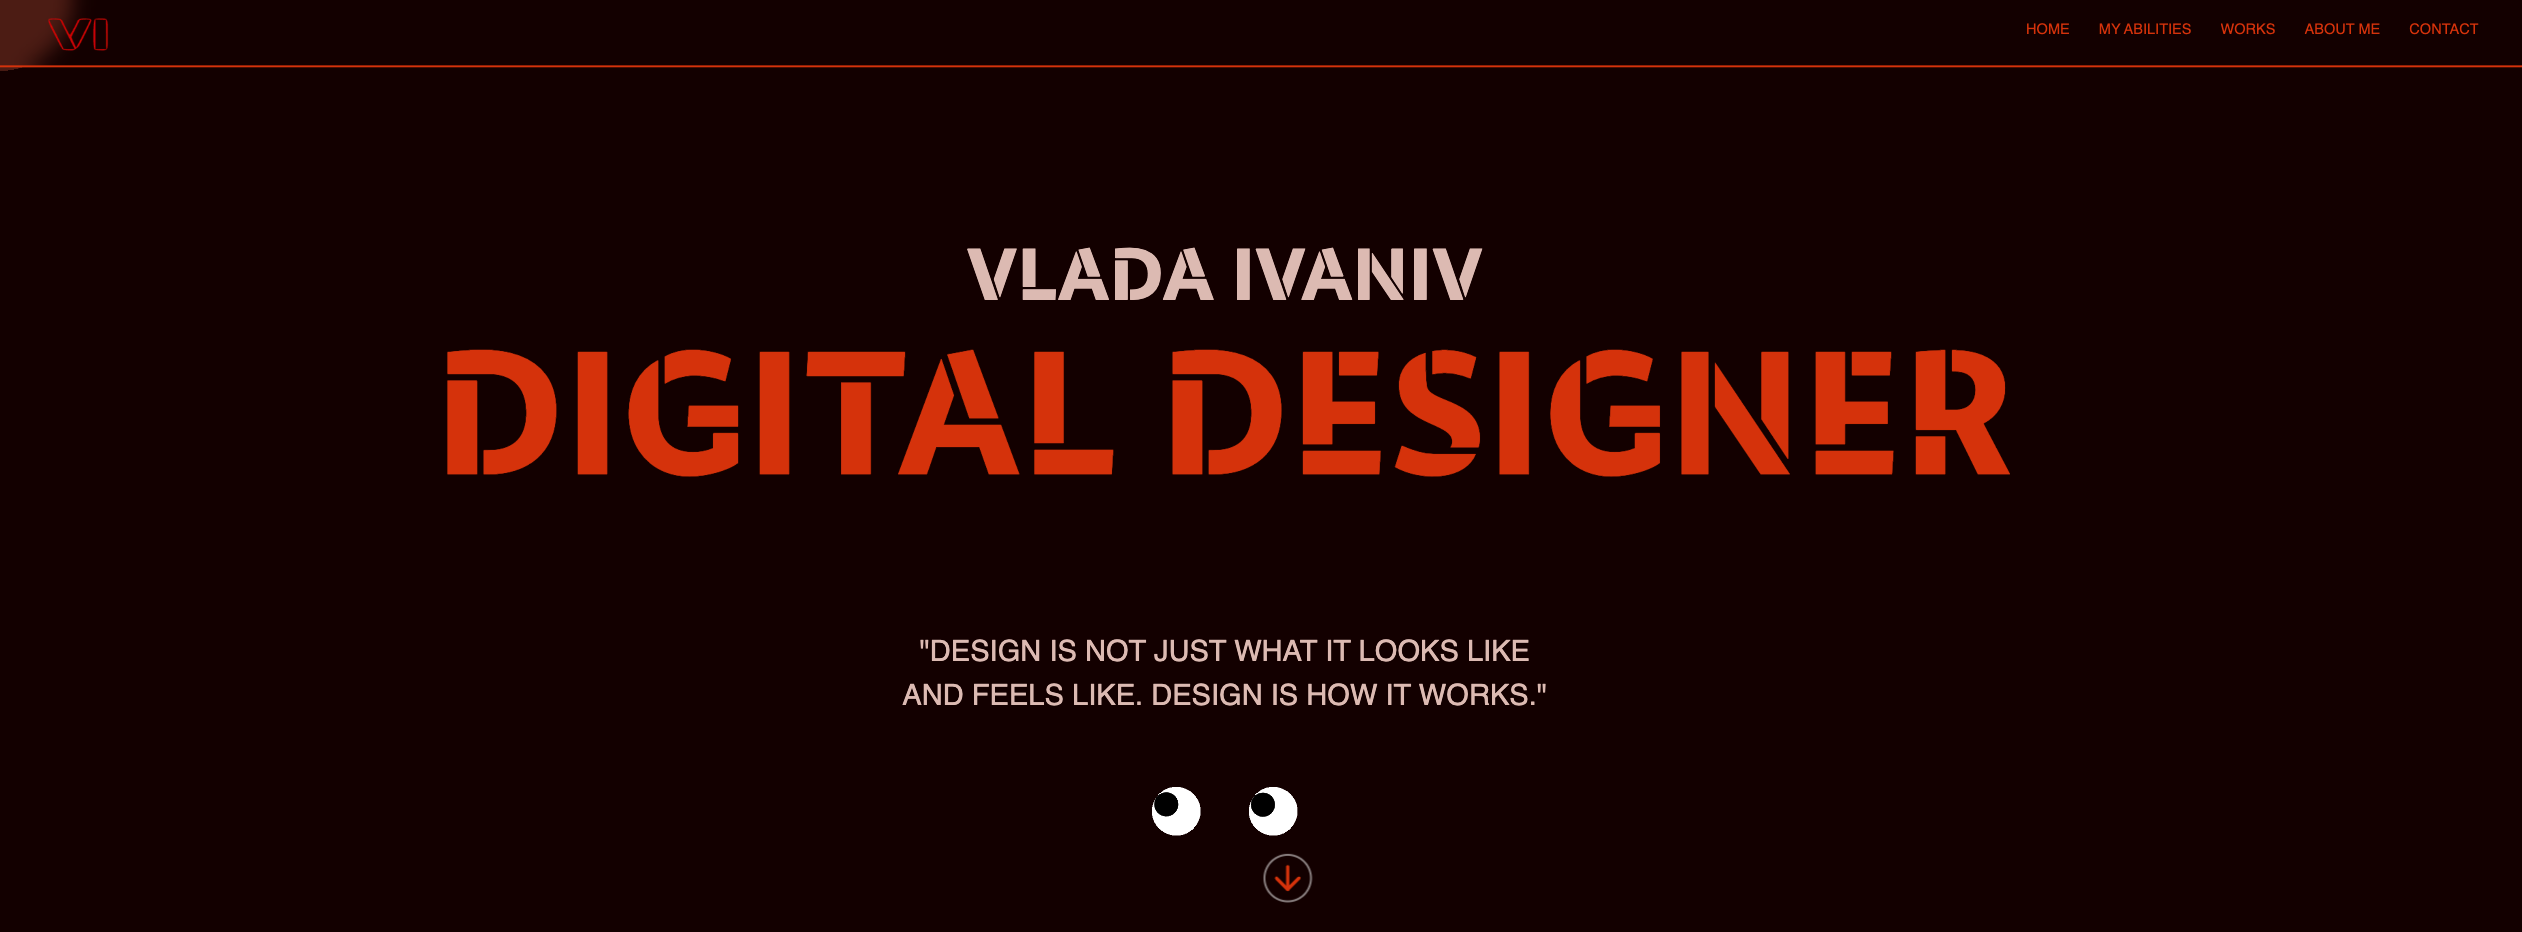 VI
HOME MY ABILITIES WORKS ABOUT ME CONTACT
VLADA IVANIV
DIGITAL DESIGNER
"DESIGN IS NOT JUST WHAT IT LOOKS LIKE
AND FEELS LIKE. DESIGN IS HOW IT WORKS."